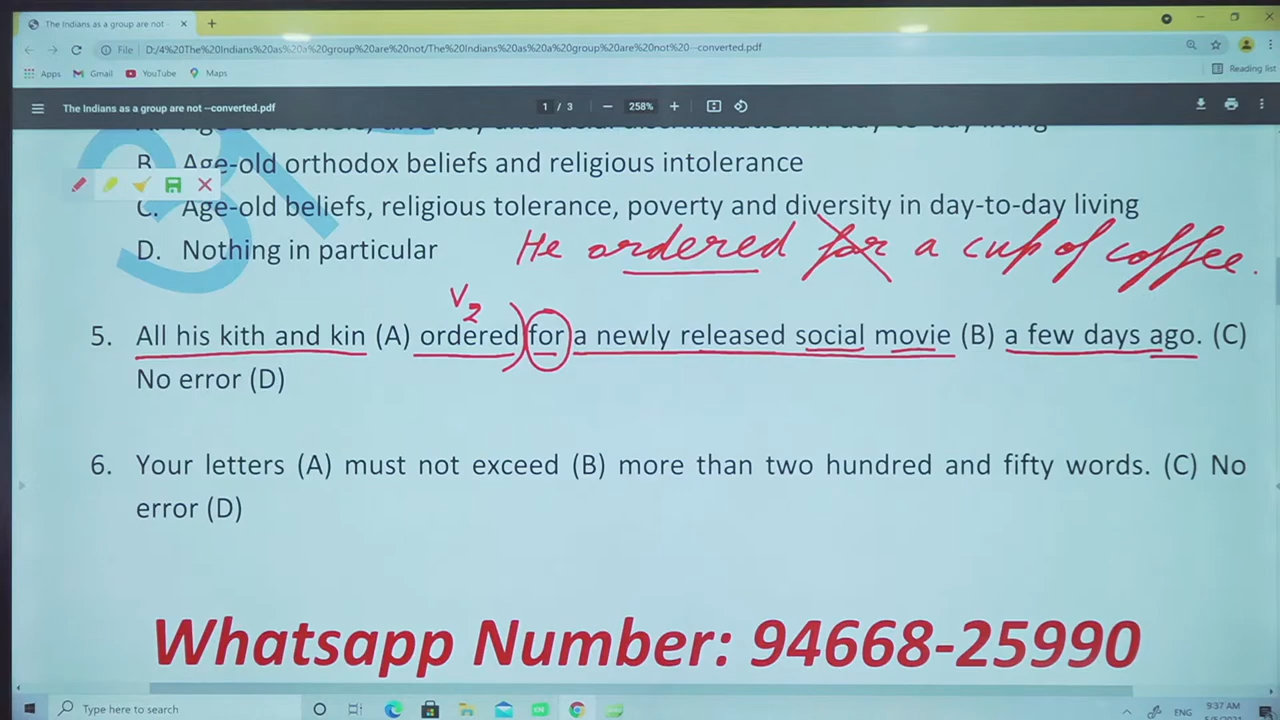 The Indians as a group are not -
File
D:/4%20The%20Indians%20as%20a%20group%20are%20not/The%20Indians%20as%20a%20group%20are%20not%20--converted.pdf
Apps Gmail YouTube Maps Reading list
The Indians as a group are not --converted.pdf 1 / 3 258%
B. Age-old orthodox beliefs and religious intolerance
C. Age-old beliefs, religious tolerance, poverty and diversity in day-to-day living
D. Nothing in particular He ordered for a cup of coffee.
V2
5. All his kith and kin (A) ordered for a newly released social movie (B) a few days ago. (C)
No error (D)
6. Your letters (A) must not exceed (B) more than two hundred and fifty words. (C) No
error (D)
Whatsapp Number: 94668-25990
Type here to search
ENG 9:37 AM